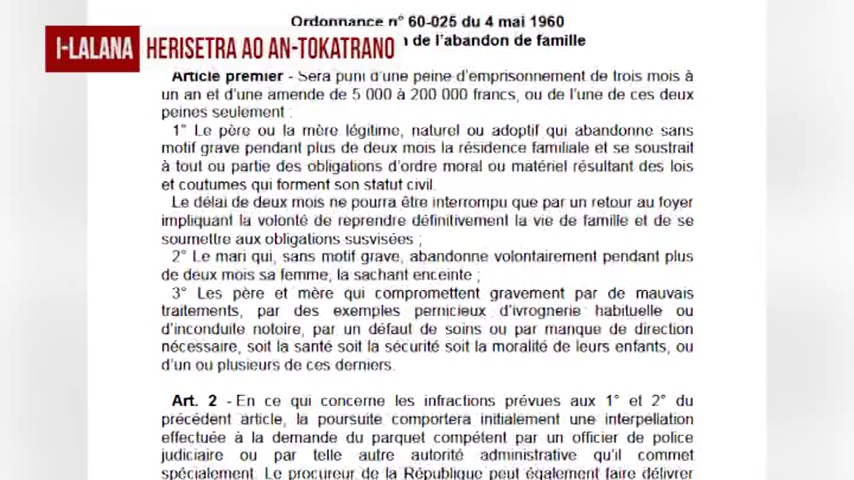 Ordonnance n° 60-025 du 4 mai 1960
I-LALANA HERISETRA AO AN-TOKATRANO
de l'abandon de famille
Article premier - Sera puni d'une peine d'emprisonnement de trois mois à
un an et d'une amende de 5 000 à 200 000 francs, ou de l'une de ces deux
peines seulement :
1° Le père ou la mère légitime, naturel ou adoptif qui abandonne sans
motif grave pendant plus de deux mois la résidence familiale et se soustrait
à tout ou partie des obligations d'ordre moral ou matériel résultant des lois
et coutumes qui forment son statut civil.
Le délai de deux mois ne pourra être interrompu que par un retour au foyer
impliquant la volonté de reprendre définitivement la vie de famille et de se
soumettre aux obligations susvisées ;
2° Le mari qui, sans motif grave, abandonne volontairement pendant plus
de deux mois sa femme, la sachant enceinte ;
3° Les père et mère qui compromettent gravement par de mauvais
traitements, par des exemples pernicieux d'ivrognerie habituelle ou
d'inconduite notoire, par un défaut de soins ou par manque de direction
nécessaire, soit la santé soit la sécurité soit la moralité de leurs enfants, ou
d'un ou plusieurs de ces derniers.
Art. 2 - En ce qui concerne les infractions prévues aux 1° et 2° du
précédent article, la poursuite comportera initialement une interpellation
effectuée à la demande du parquet compétent par un officier de police
judiciaire ou par telle autre autorité administrative qu'il commet
spécialement. Le procureur de la République peut également faire délivrer